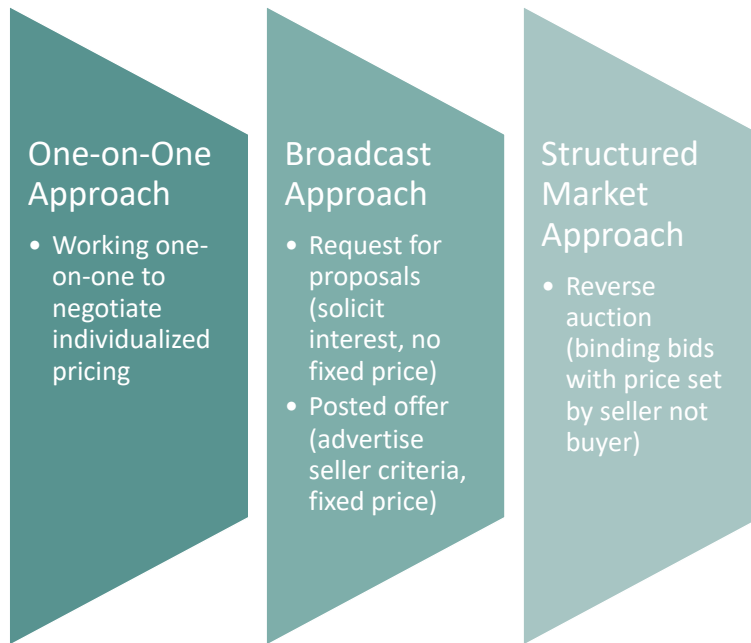 One-on-One
Approach
• Working one-
on-one to
negotiate
individualized
pricing
Broadcast
Approach
• Request for
proposals
(solicit
interest, no
fixed price)
• Posted offer
(advertise
seller criteria,
fixed price)
Structured
Market
Approach
• Reverse
auction
(binding bids
with price set
by seller not
buyer)